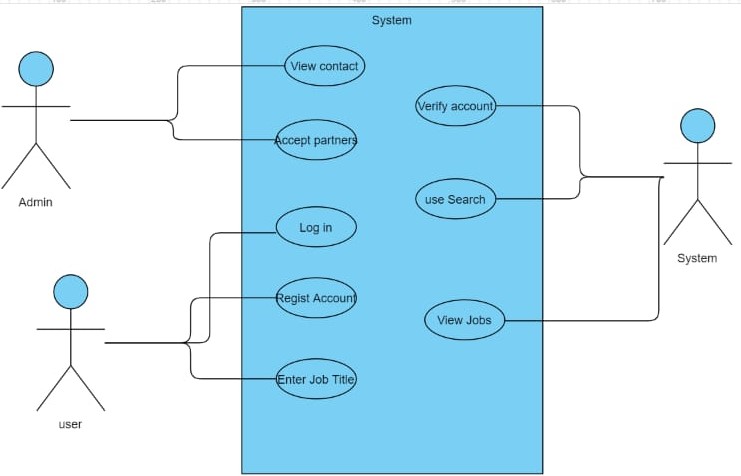 System
View contact
Verify account
Accept partners
Admin
use Search
Log in
System
Regist Account
View Jobs
Enter Job Title
user